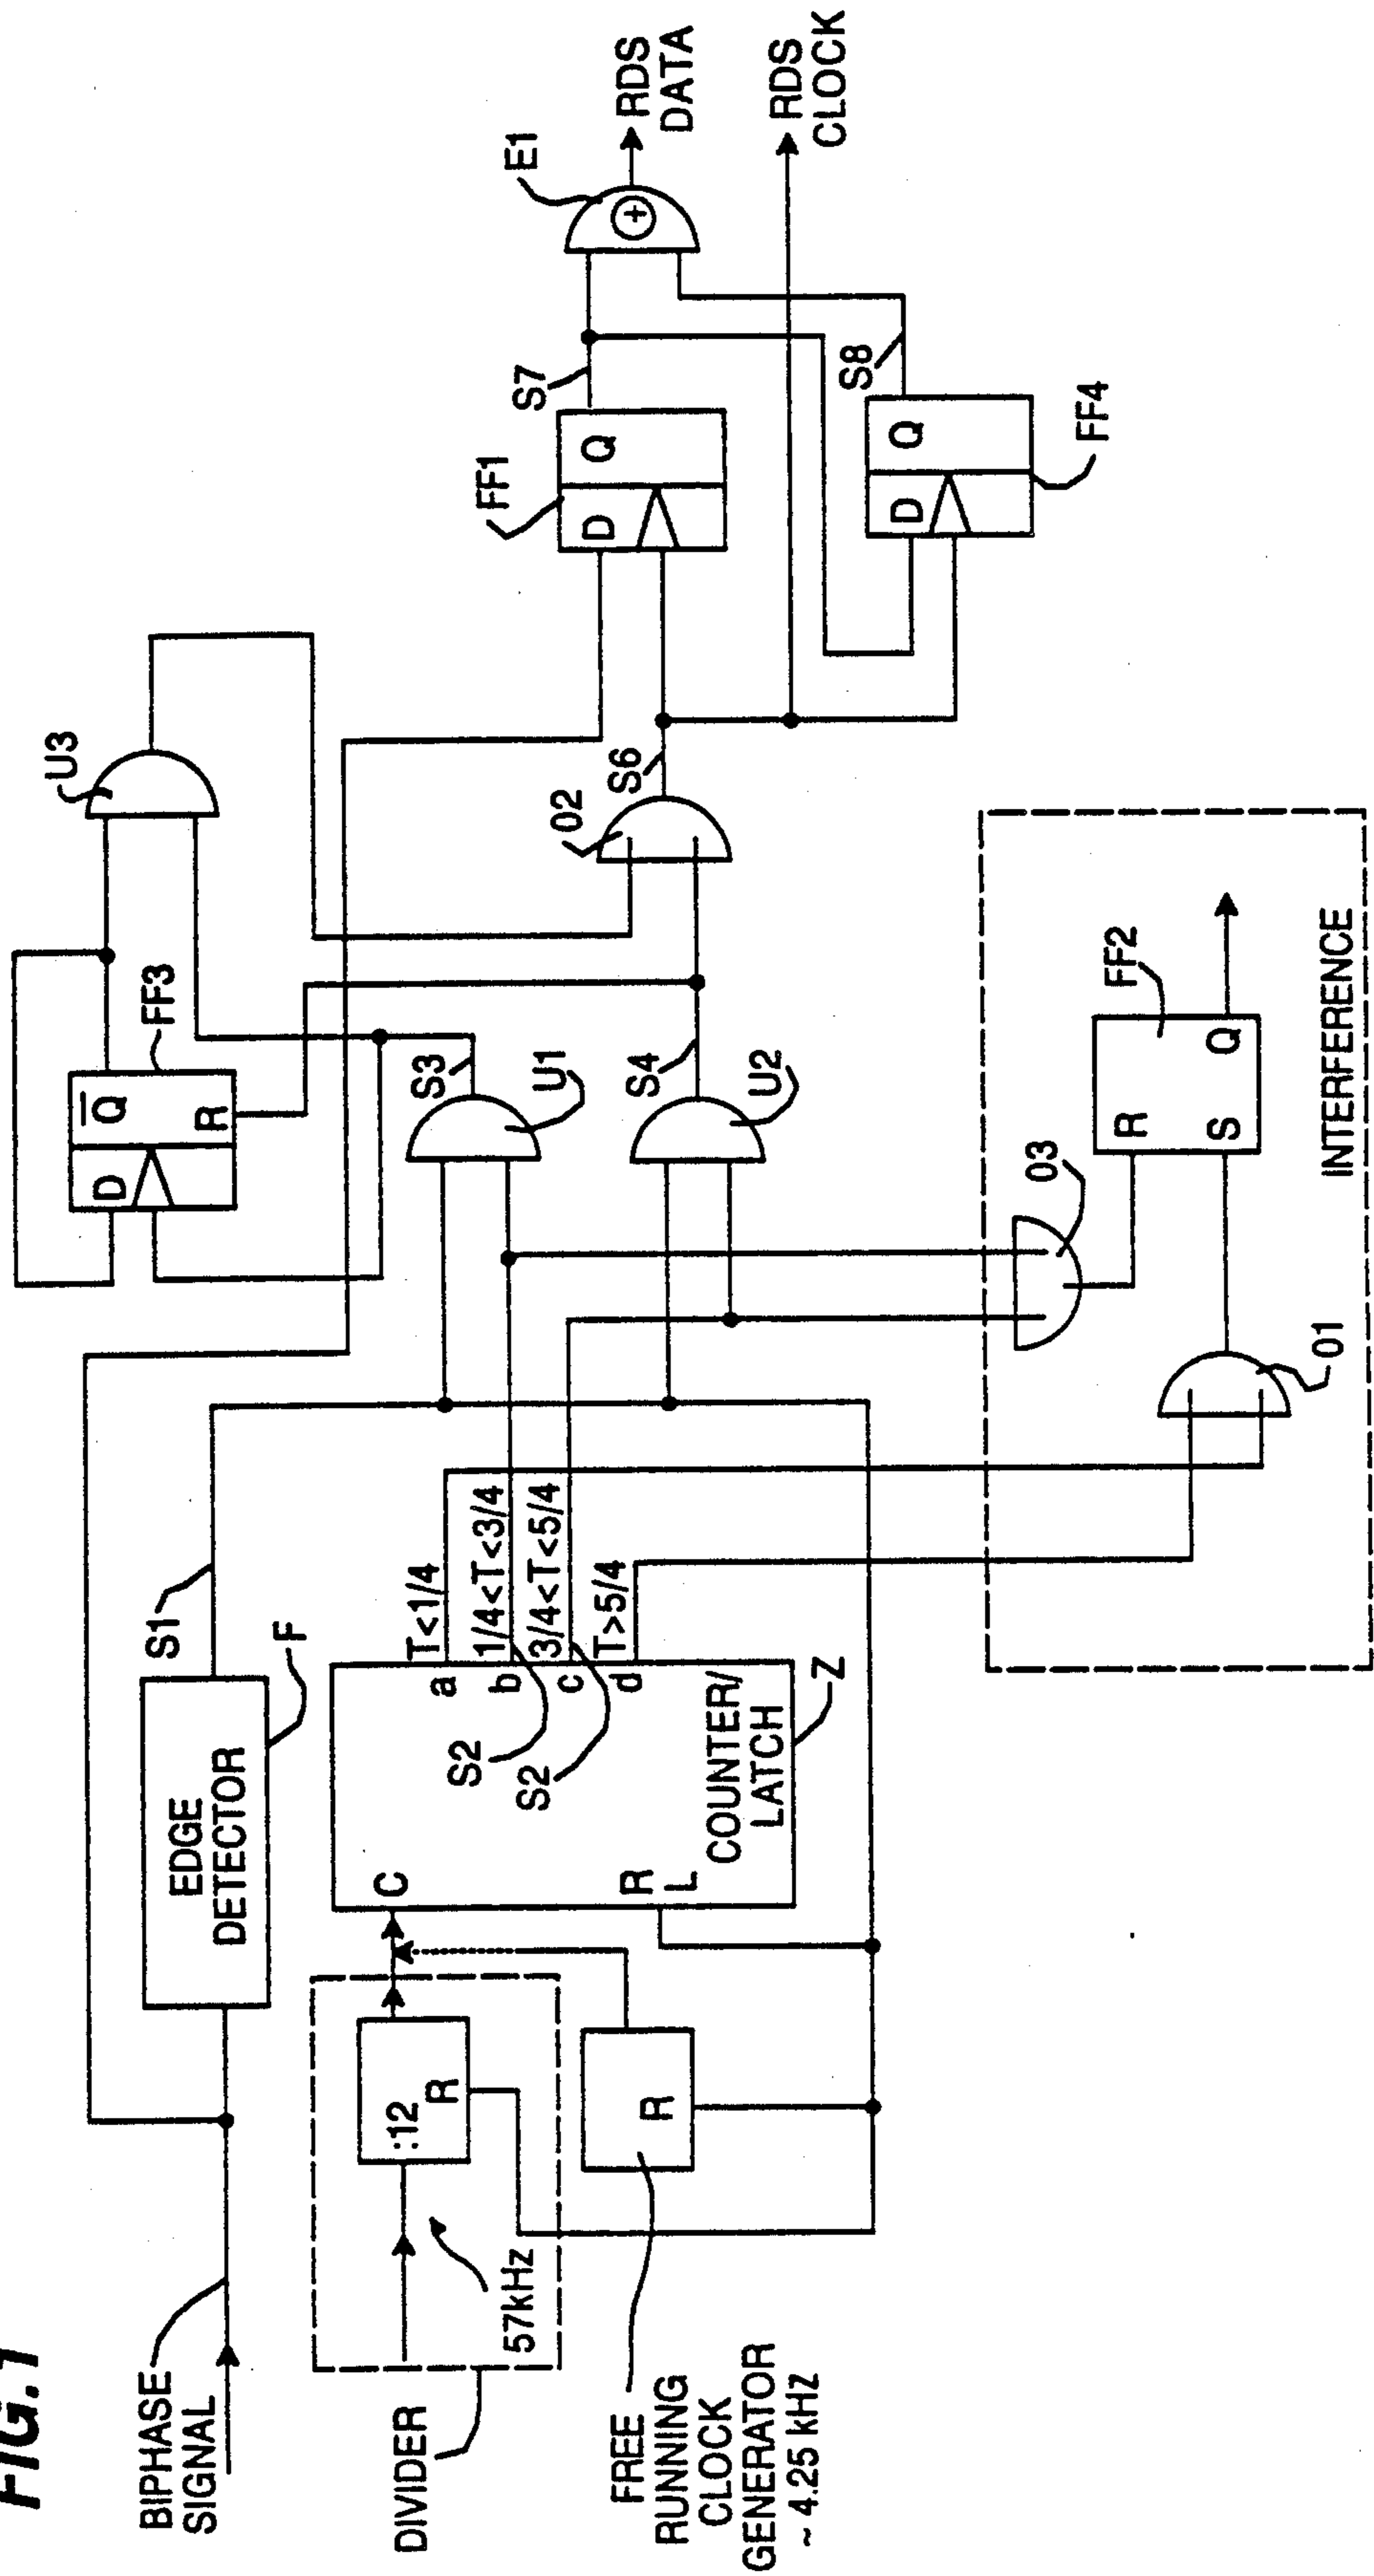 FIG.1
BIPHASE
SIGNAL
EDGE
DETECTOR
F
S1
DIVIDER
57kHz
:12
R
FREE
RUNNING
CLOCK
GENERATOR
~ 4.25 kHz
R
C
R
L
COUNTER/
LATCH
Z
a
b
c
d
S2
S2
T<1/4
1/4<T<3/4
3/4<T<5/4
T>5/4
D
Q
R
FF3
U3
S3
U1
S4
U2
02
S6
D
Q
FF1
S7
D
Q
FF4
S8
E1
RDS
DATA
RDS
CLOCK
03
01
R
S
Q
FF2
INTERFERENCE